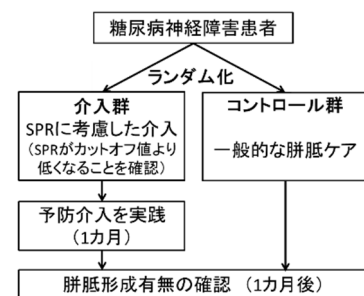 糖尿病神経障害患者
ランダム化
介入群
SPRに考慮した介入
（SPRがカットオフ値より
低くなることを確認）
コントロール群
一般的な胼胝ケア
予防介入を実践
（1カ月）
胼胝形成有無の確認（1カ月後）